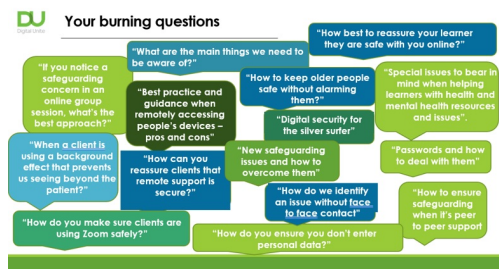 DU
Digital Unite
Your burning questions
“How best to reassure your learner
they are safe with you online?”
“What are the main things we need to
be aware of?”
“If you notice a
safeguarding
concern in an
online group
session, what's the
best approach?”
“Best practice and
guidance when
remotely accessing
people's devices –
pros and cons”
“How to keep older people
safe without alarming
them?”
“Special issues to bear in
mind when helping
learners with health and
mental health resources
and issues”.
“Digital security for
the silver surfer”
“When a client is
using a background
effect that prevents
us seeing beyond the
patient?”
“How can you
reassure clients that
remote support is
secure?”
“New safeguarding
issues and how to
overcome them”
“Passwords and how
to deal with them”
“How do we identify
an issue without face
to face contact”
“How to ensure
safeguarding
when it's peer
to peer support
“How do you make sure clients are
using Zoom safely?”
“How do you ensure you don't enter
personal data?”